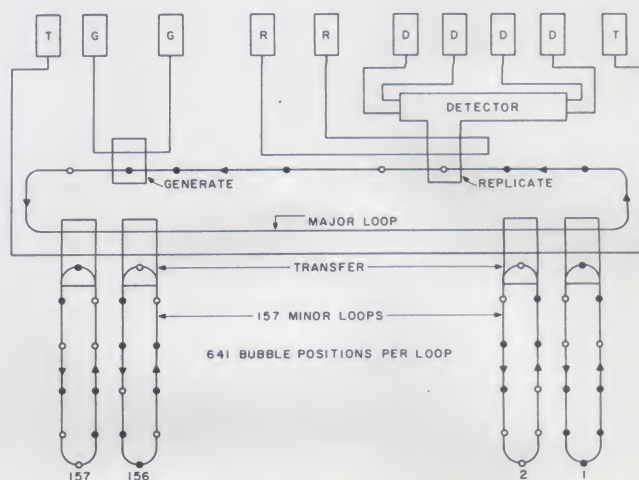 T G G R R D D D D T
DETECTOR
GENERATE
REPLICATE
MAJOR LOOP
TRANSFER
157 MINOR LOOPS
641 BUBBLE POSITIONS PER LOOP
157 156 2 1